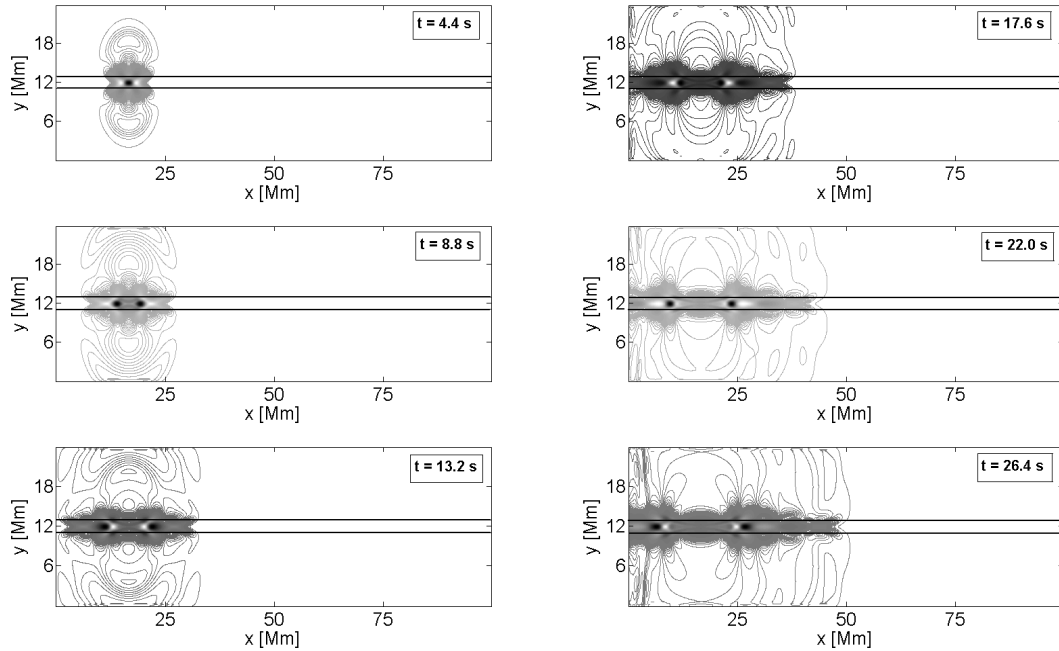 t = 4.4 s
y [Mm]
18
12
6
25
50
75
x [Mm]
t = 8.8 s
y [Mm]
18
12
6
25
50
75
x [Mm]
t = 13.2 s
y [Mm]
18
12
6
25
50
75
x [Mm]
t = 17.6 s
y [Mm]
18
12
6
25
50
75
x [Mm]
t = 22.0 s
y [Mm]
18
12
6
25
50
75
x [Mm]
t = 26.4 s
y [Mm]
18
12
6
25
50
75
x [Mm]